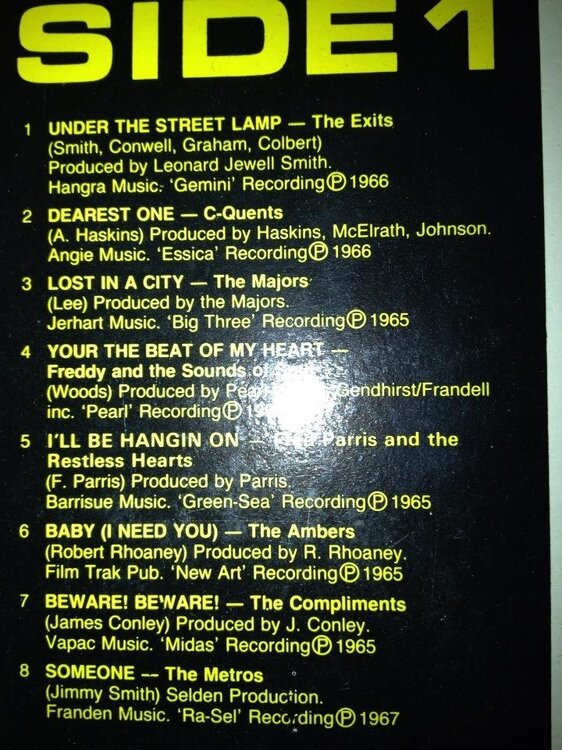 SIDE 1
1 UNDER THE STREET LAMP — The Exits
(Smith, Conwell, Graham, Colbert)
Produced by Leonard Jewell Smith.
Hangra Music. 'Gemini' Recording Ⓟ 1966
2 DEAREST ONE — C-Quents
(A. Haskins) Produced by Haskins, McElrath, Johnson.
Angie Music. 'Essica' Recording Ⓟ 1966
3 LOST IN A CITY — The Majors
(Lee) Produced by the Majors.
Jerhart Music. 'Big Three' Recording Ⓟ 1965
4 YOUR THE BEAT OF MY HEART —
Freddy and the Sounds of
(Woods) Produced by /Gendhirst/Frandell
inc. 'Pearl' Recording Ⓟ
5 I'LL BE HANGIN ON — Parris and the
Restless Hearts
(F. Parris) Produced by Parris.
Barrisue Music. 'Green-Sea' Recording Ⓟ 1965
6 BABY (I NEED YOU) — The Ambers
(Robert Rhoaney) Produced by R. Rhoaney.
Film Trak Pub. 'New Art' Recording Ⓟ 1965
7 BEWARE! BEWARE! — The Compliments
(James Conley) Produced by J. Conley.
Vapac Music. 'Midas' Recording Ⓟ 1965
8 SOMEONE -- The Metros
(Jimmy Smith) Selden Production.
Franden Music. 'Ra-Sel' Recording Ⓟ 1967